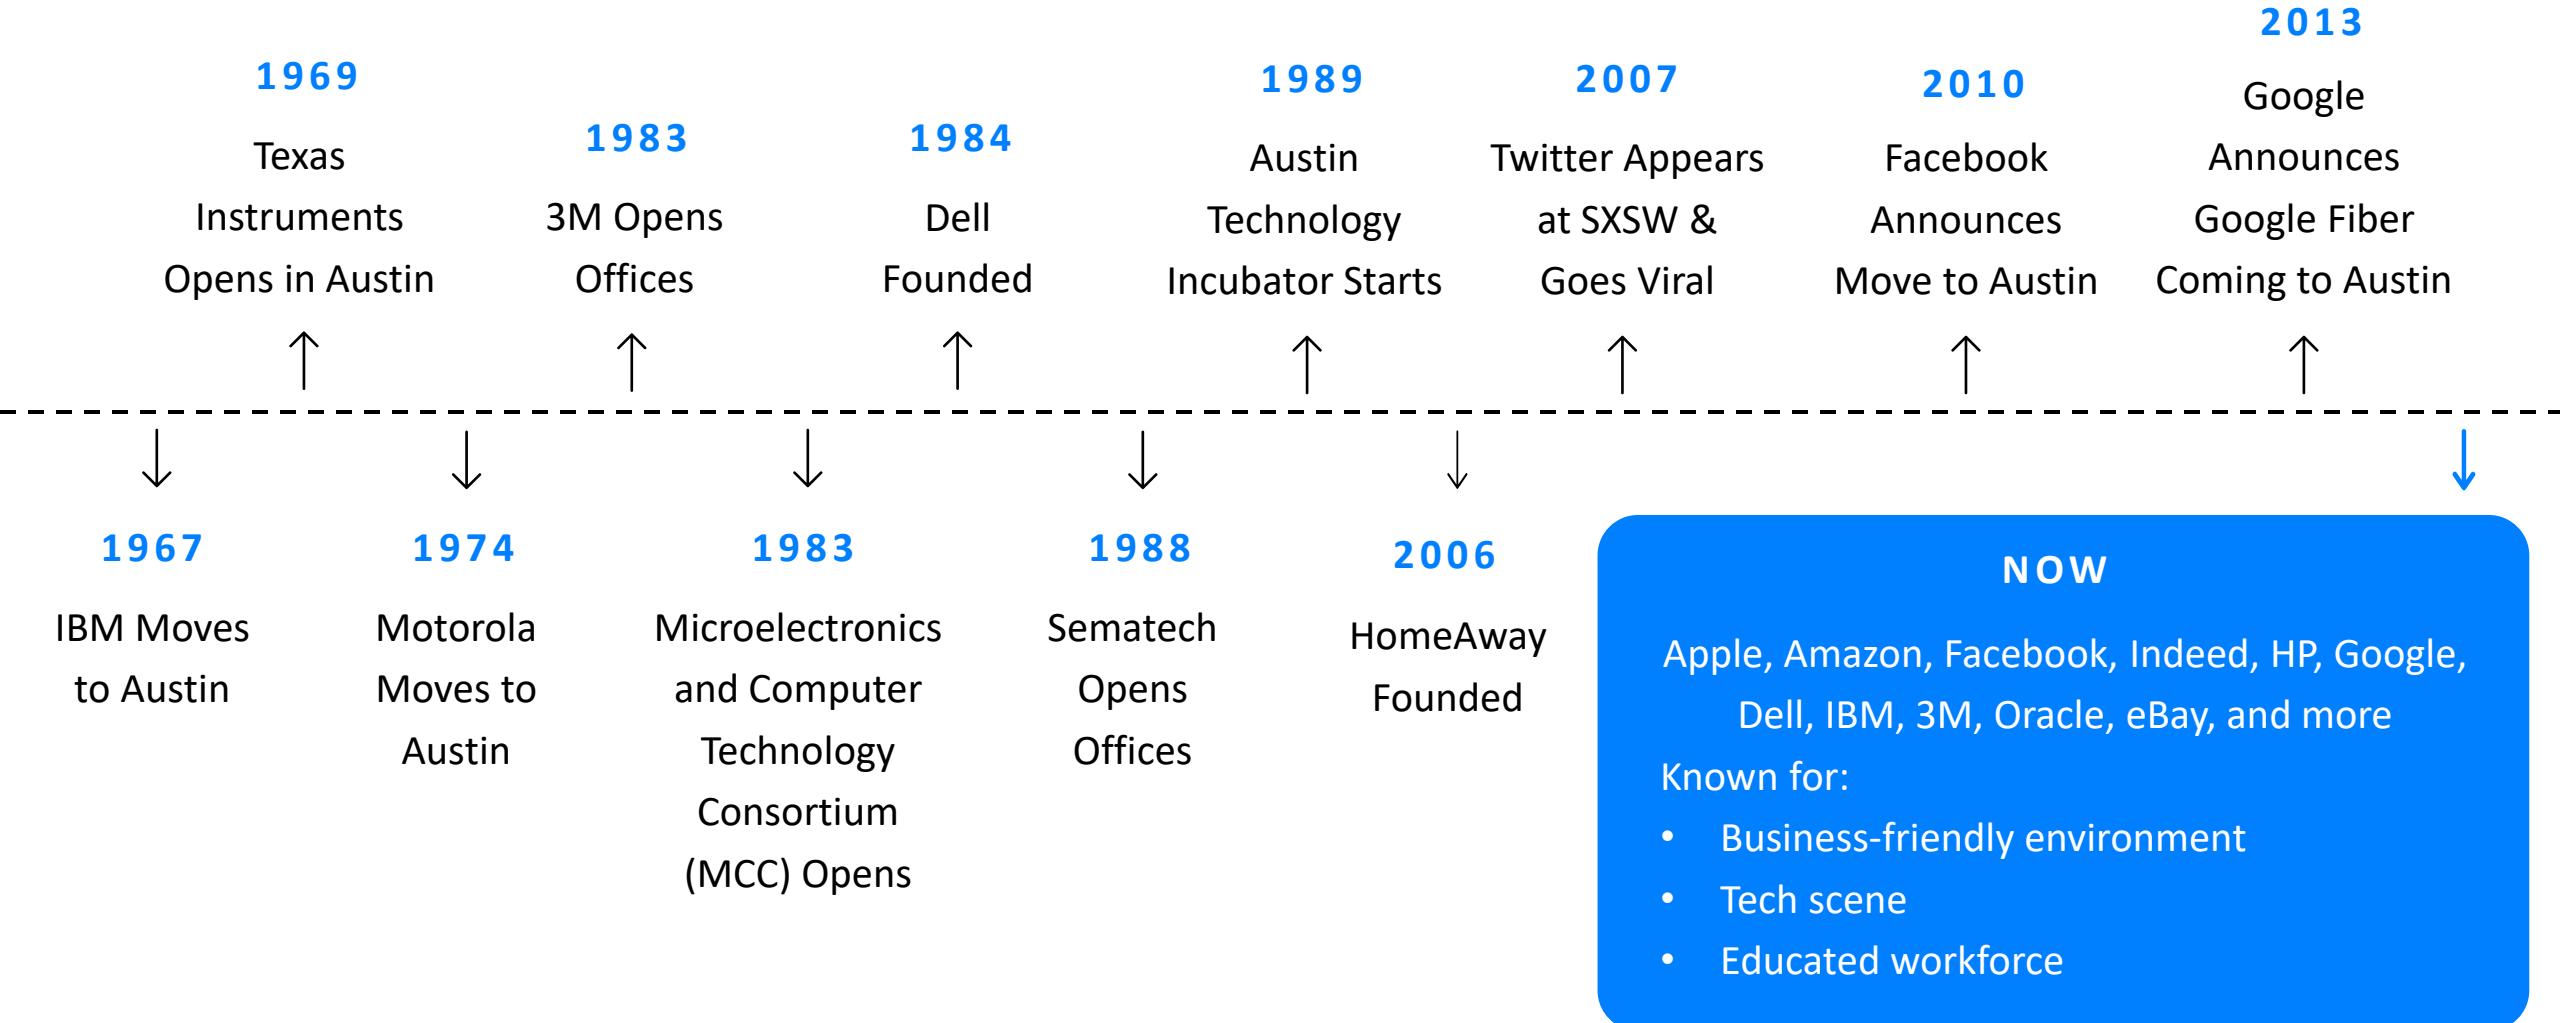 1969
Texas
Instruments
Opens in Austin
1983
3M Opens
Offices
1984
Dell
Founded
1989
Austin
Technology
Incubator Starts
2007
Twitter Appears
at SXSW &
Goes Viral
2010
Facebook
Announces
Move to Austin
2013
Google
Announces
Google Fiber
Coming to Austin
1967
IBM Moves
to Austin
1974
Motorola
Moves to
Austin
1983
Microelectronics
and Computer
Technology
Consortium
(MCC) Opens
1988
Sematech
Opens
Offices
2006
HomeAway
Founded
NOW
Apple, Amazon, Facebook, Indeed, HP, Google,
Dell, IBM, 3M, Oracle, eBay, and more
Known for:
• Business-friendly environment
• Tech scene
• Educated workforce